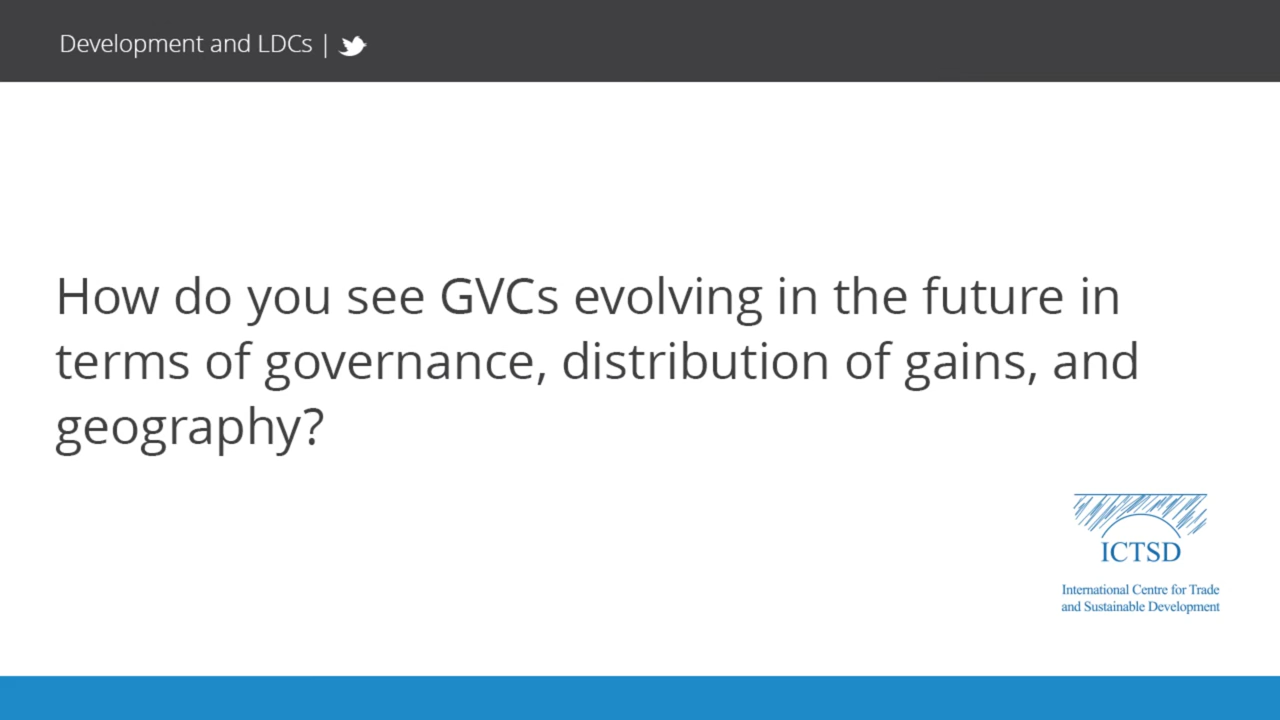 Development and LDCs |
How do you see GVCs evolving in the future in
terms of governance, distribution of gains, and
geography?
ICTSD
International Centre for Trade
and Sustainable Development